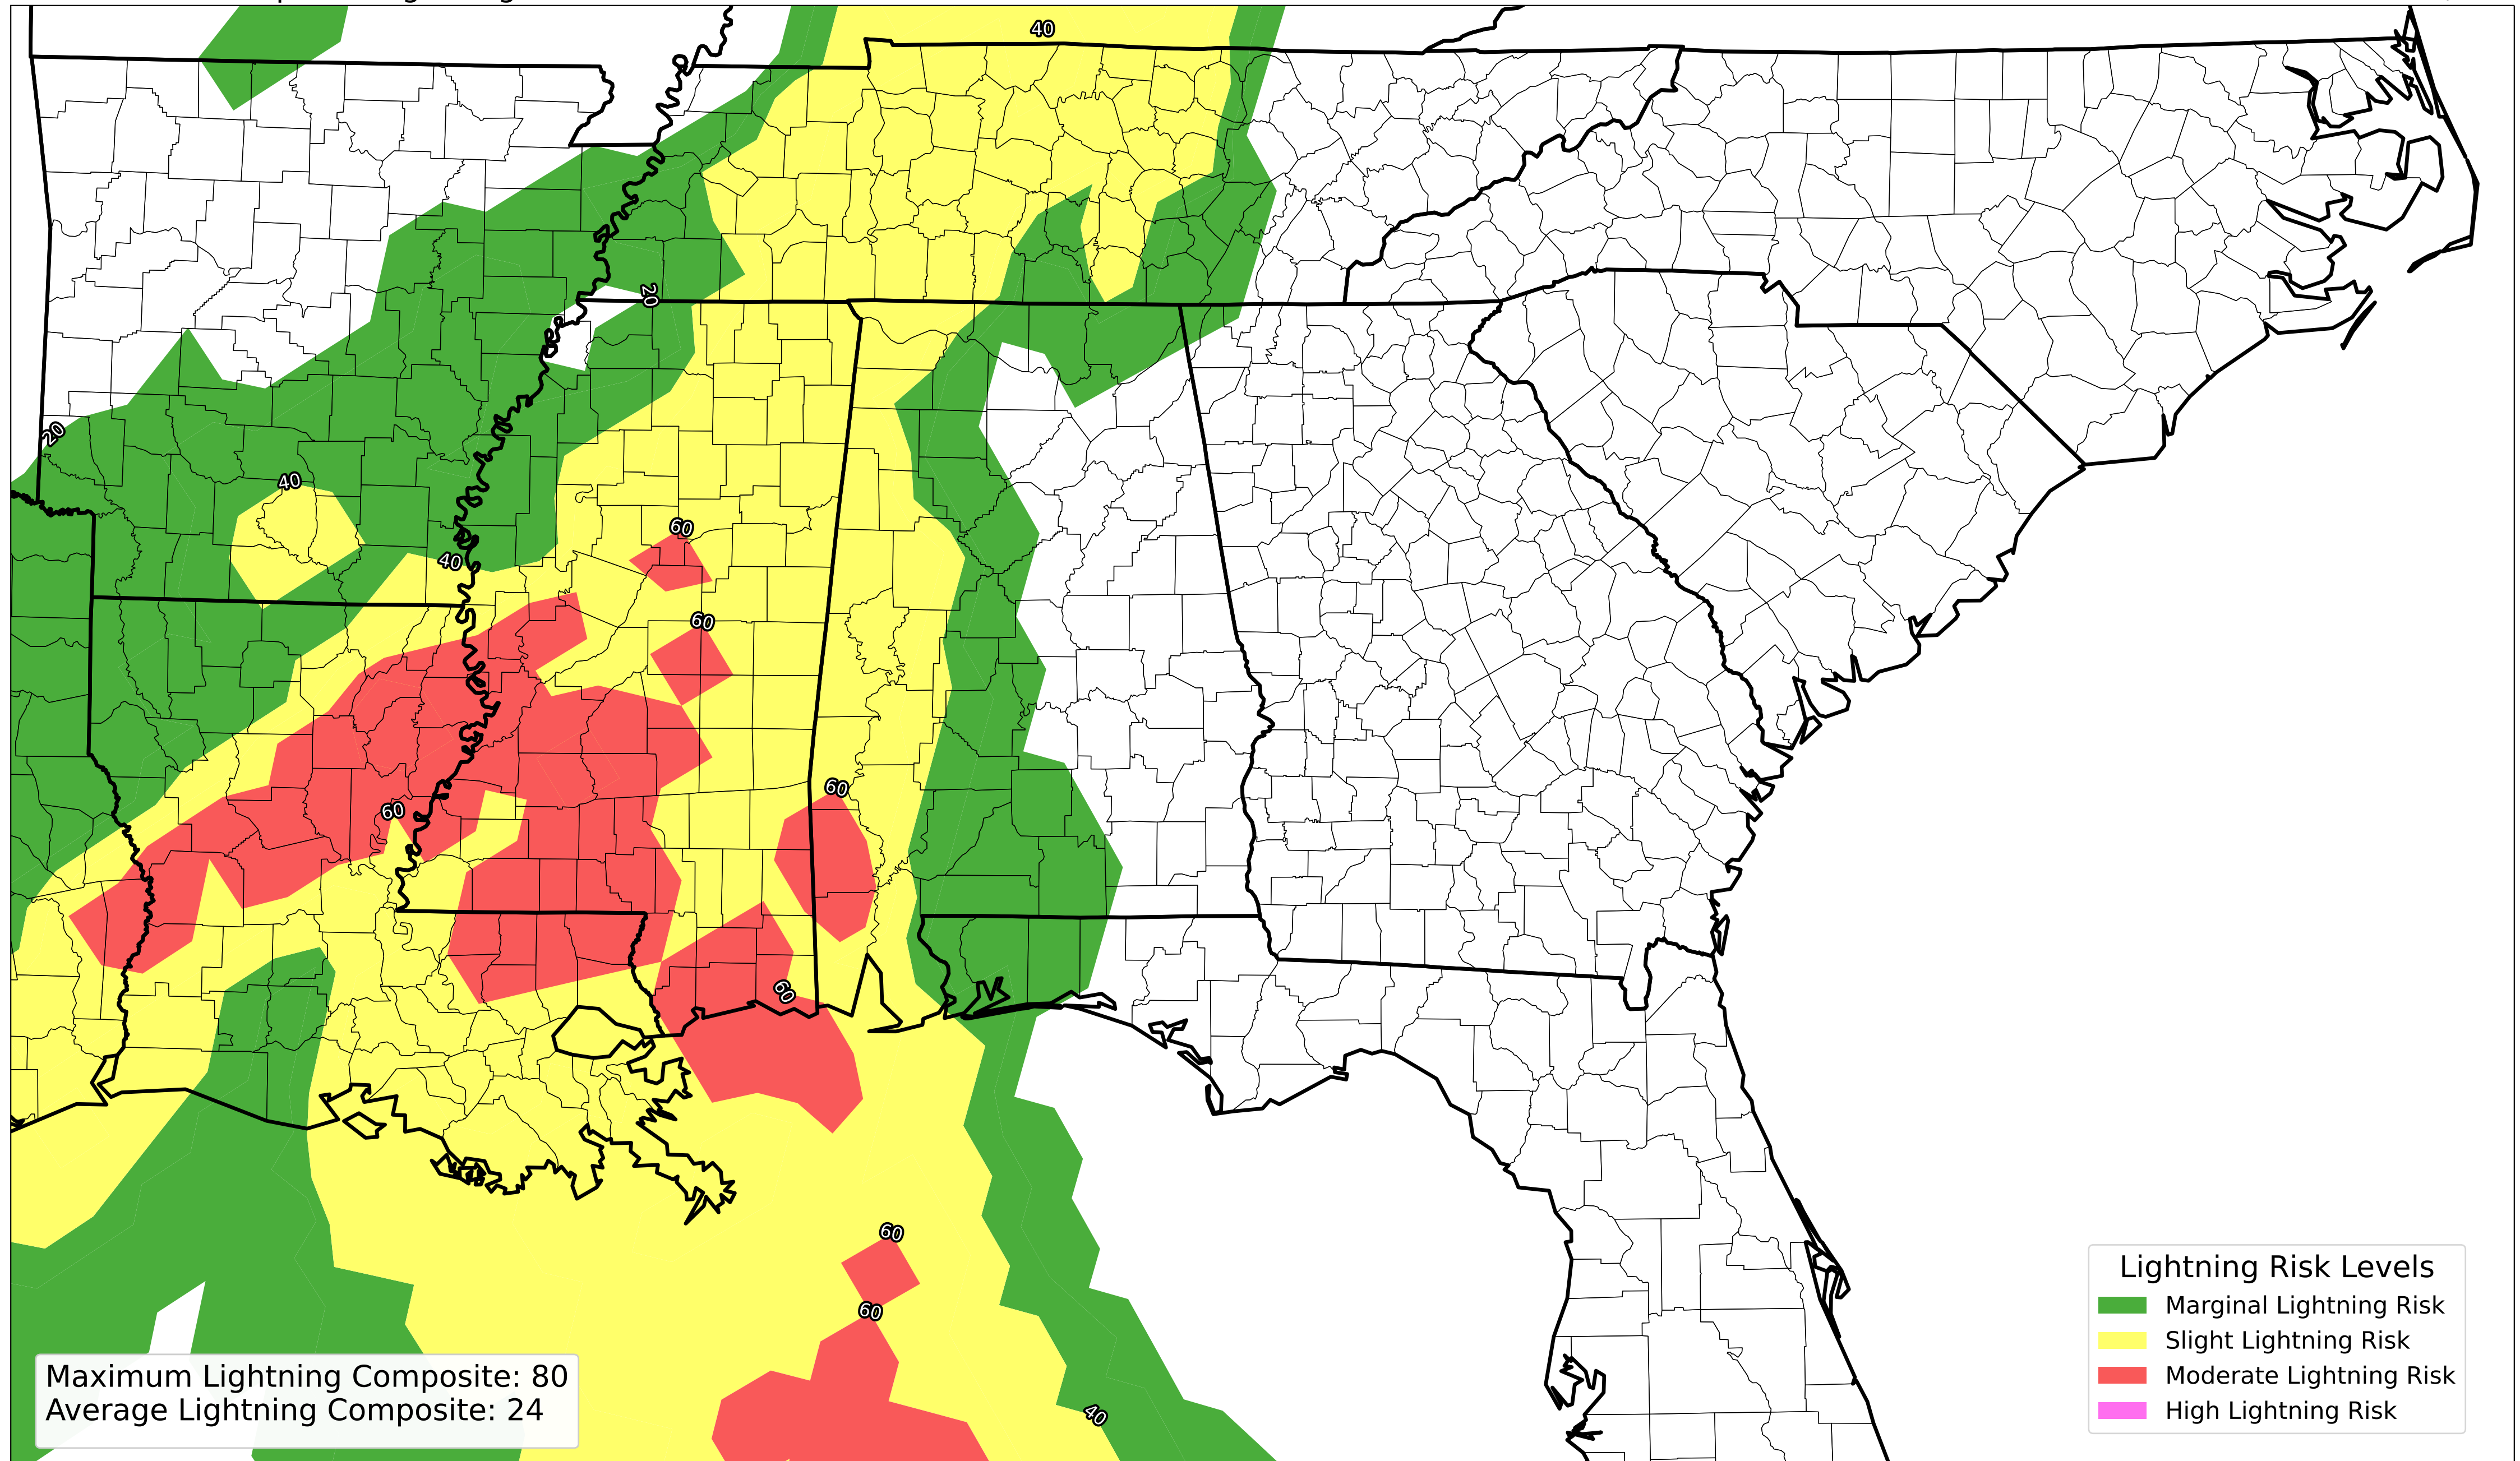 40
20
20
40
40
60
60
60
60
60
60
60
40
Lightning Risk Levels
Marginal Lightning Risk
Slight Lightning Risk
Moderate Lightning Risk
High Lightning Risk
Maximum Lightning Composite: 80
Average Lightning Composite: 24